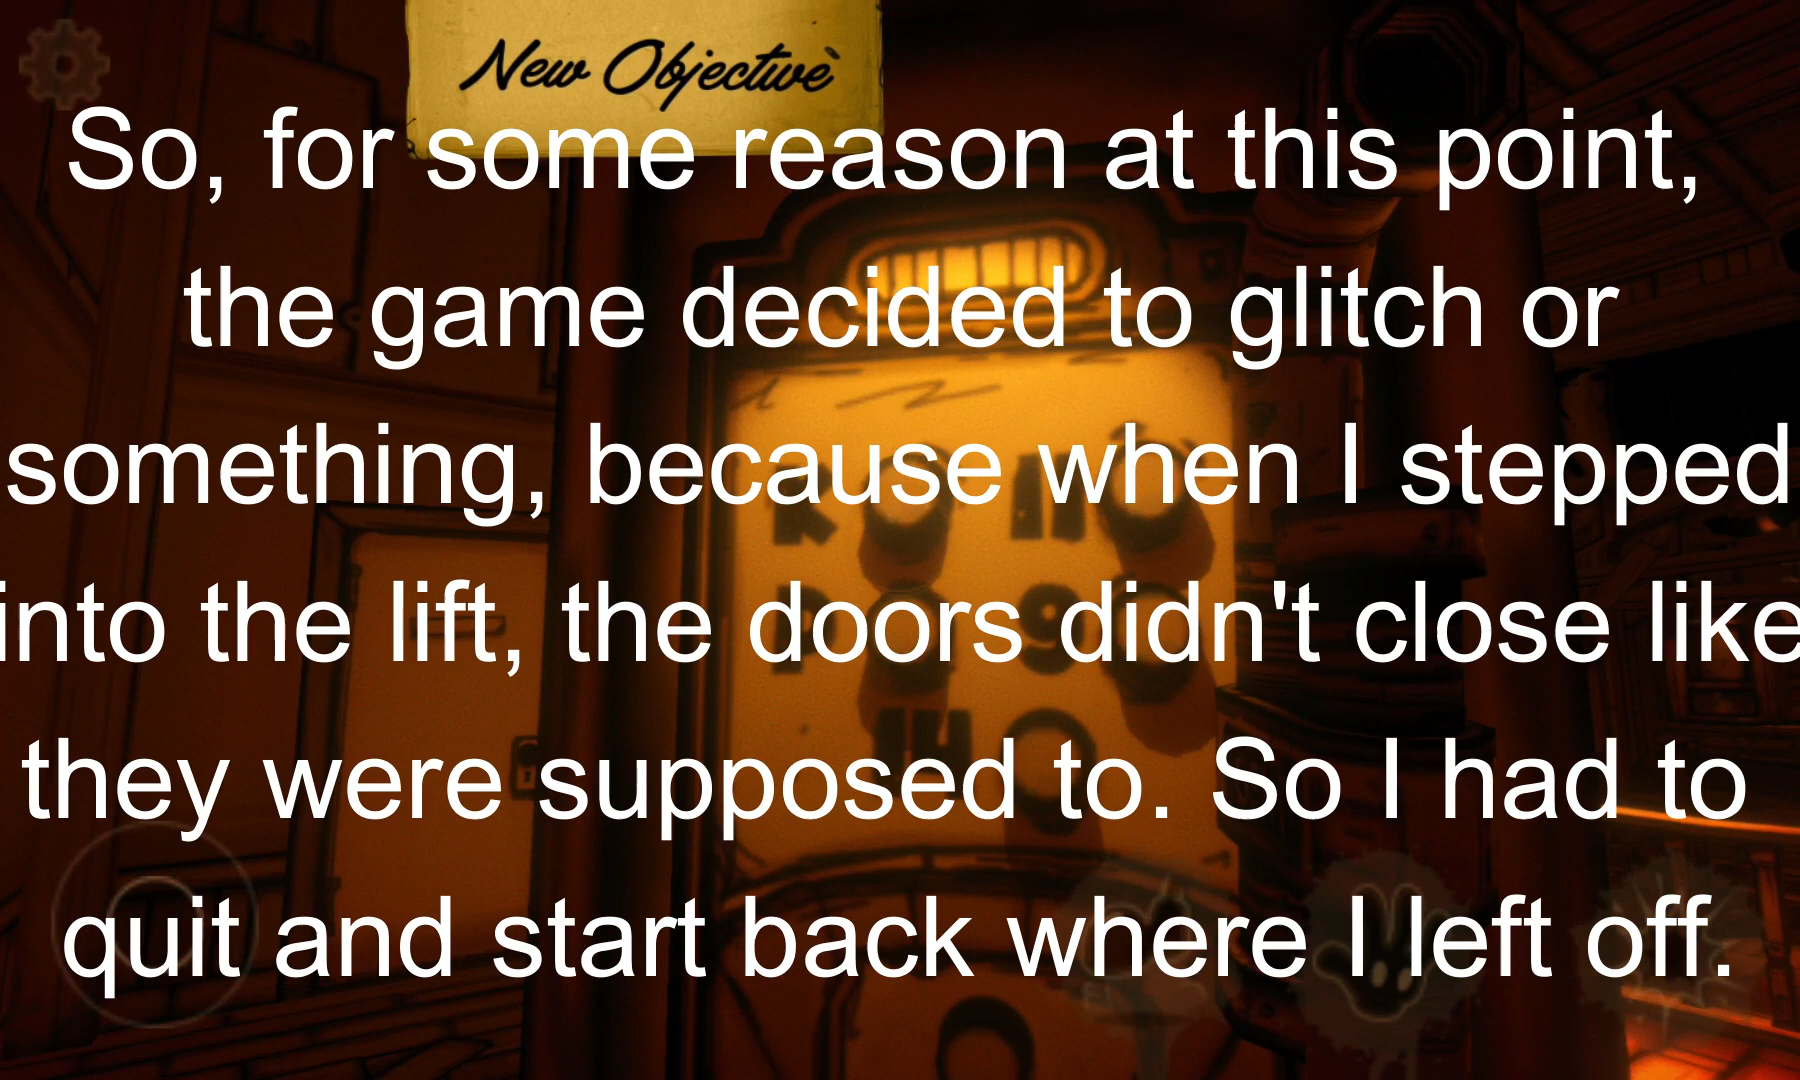 New Objective
So, for some reason at this point,
the game decided to glitch or
something, because when I stepped
into the lift, the doors didn't close like
they were supposed to. So I had to
quit and start back where I left off.